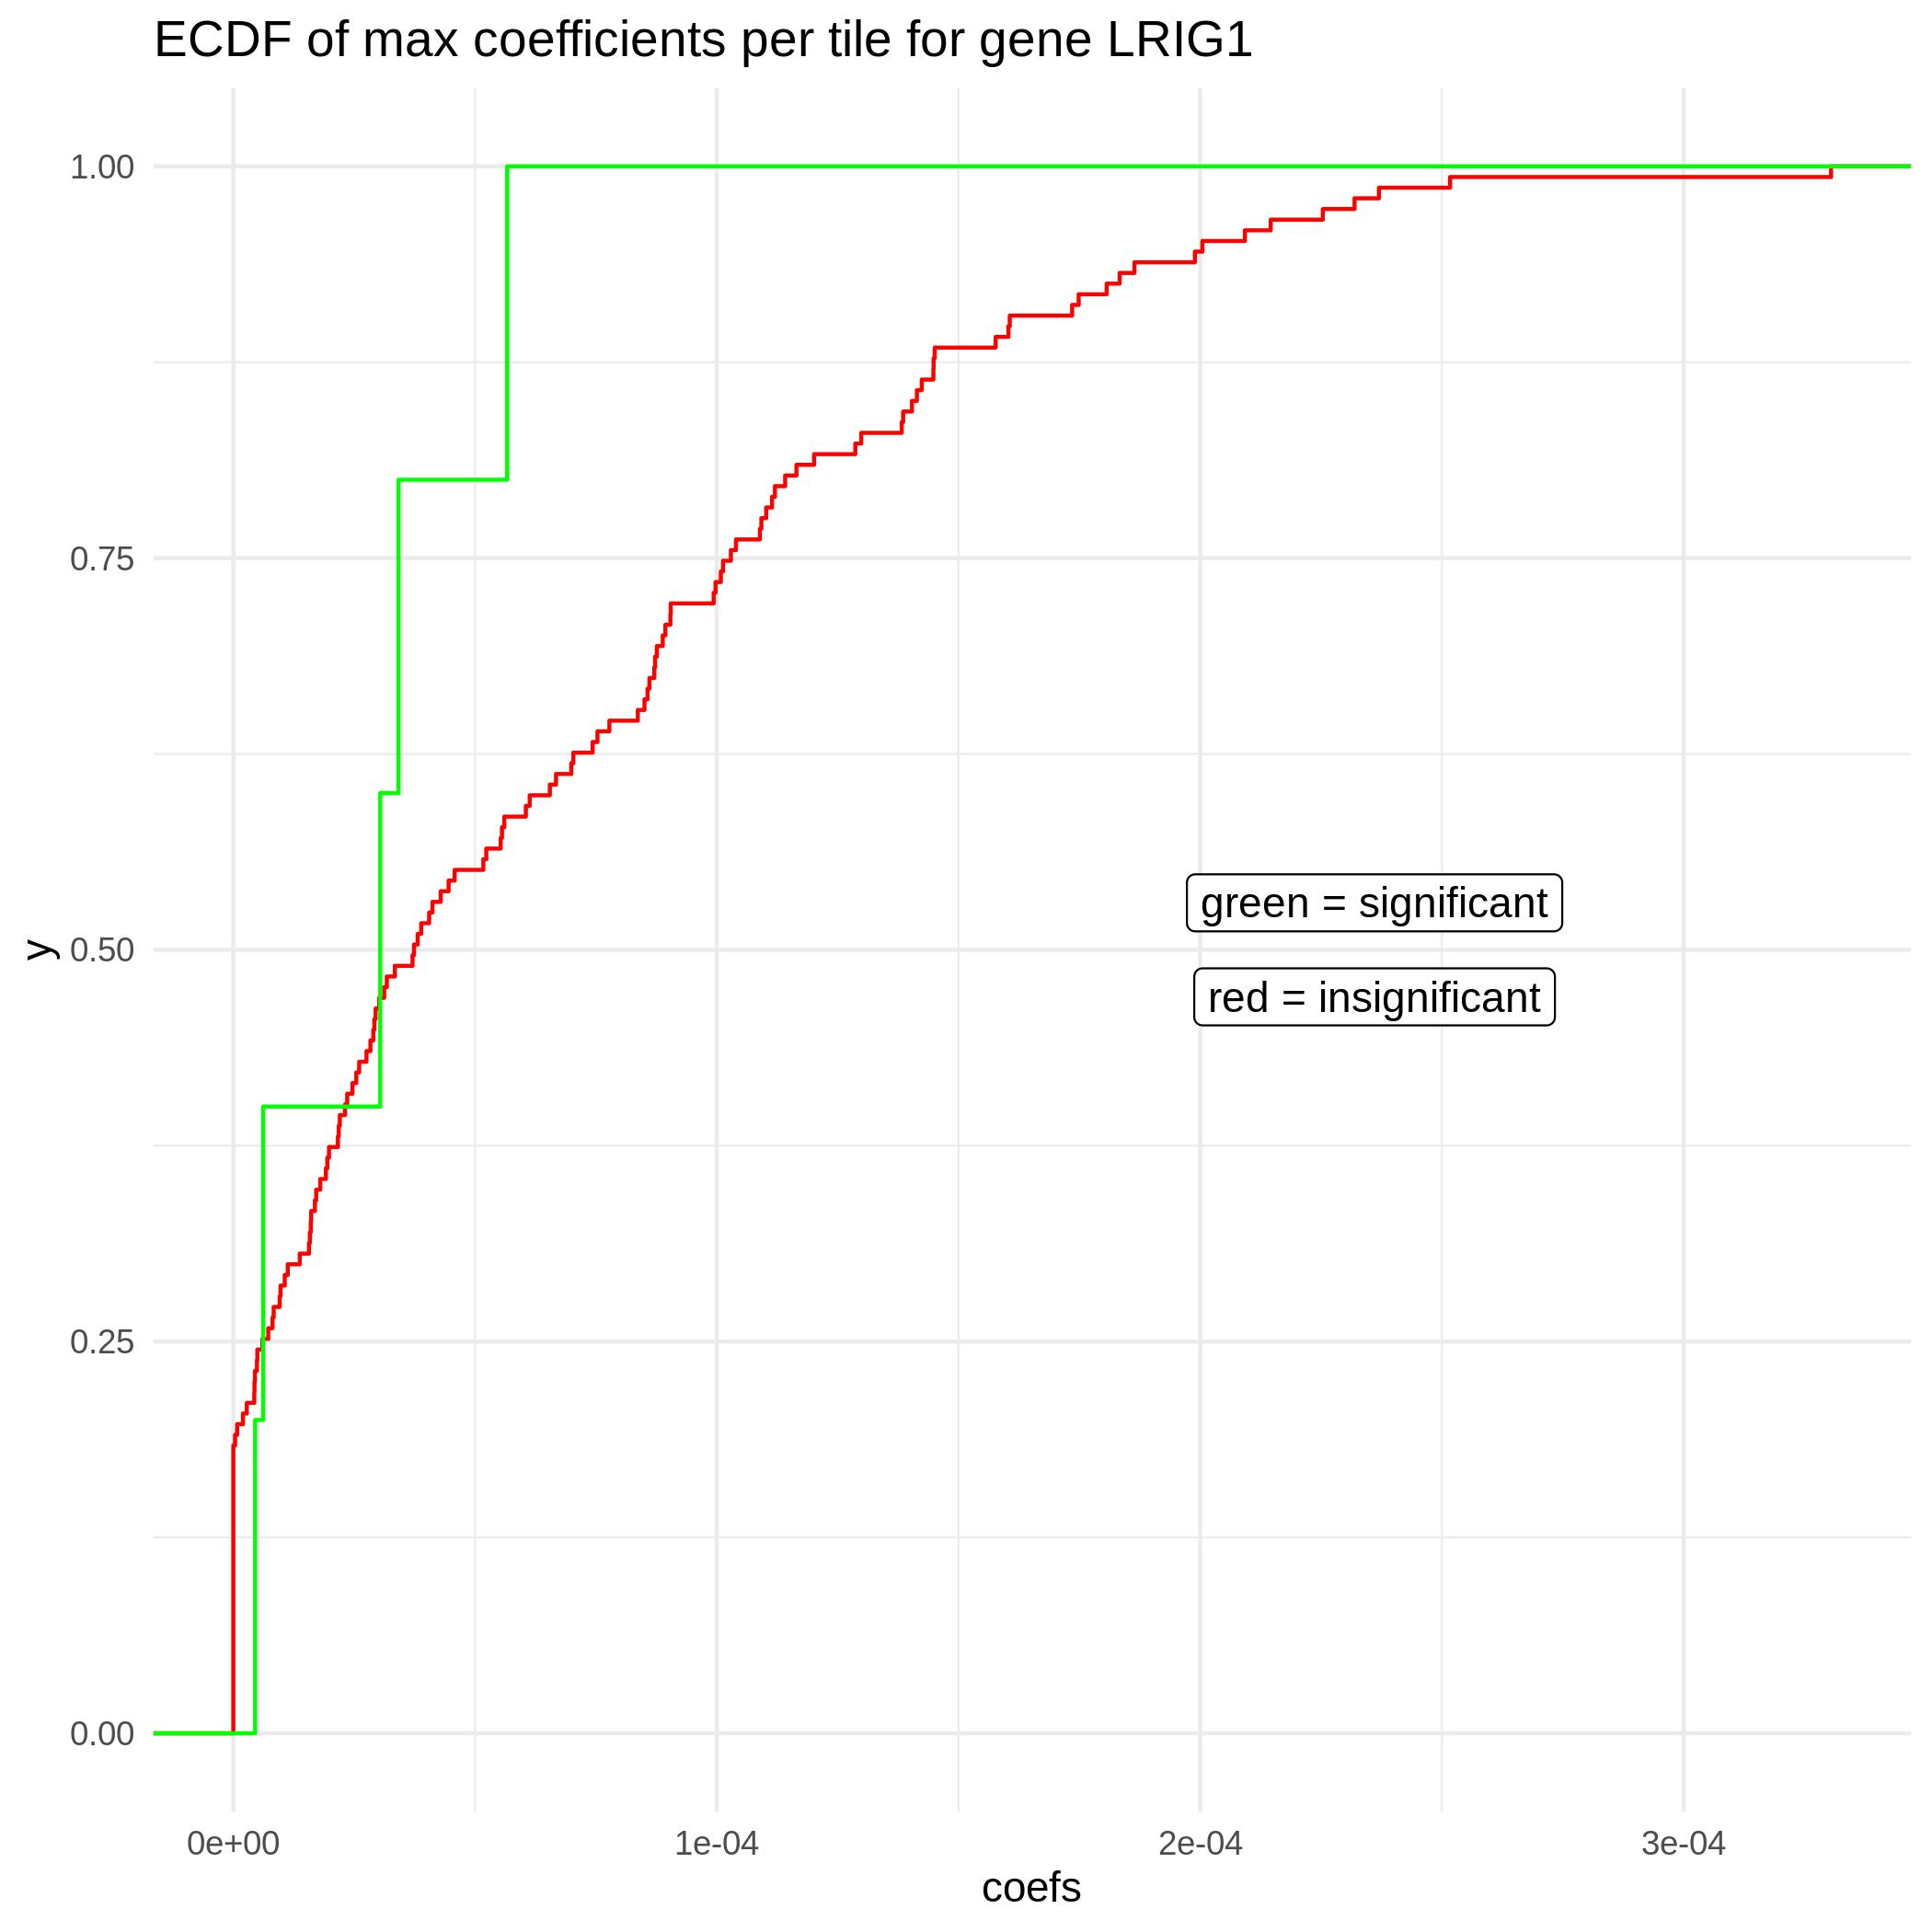 ECDF of max coefficients per tile for gene LRIG1
1.00
0.75
0.50
0.25
0.00
y
green = significant
red = insignificant
0e+00
1e-04
2e-04
3e-04
coefs